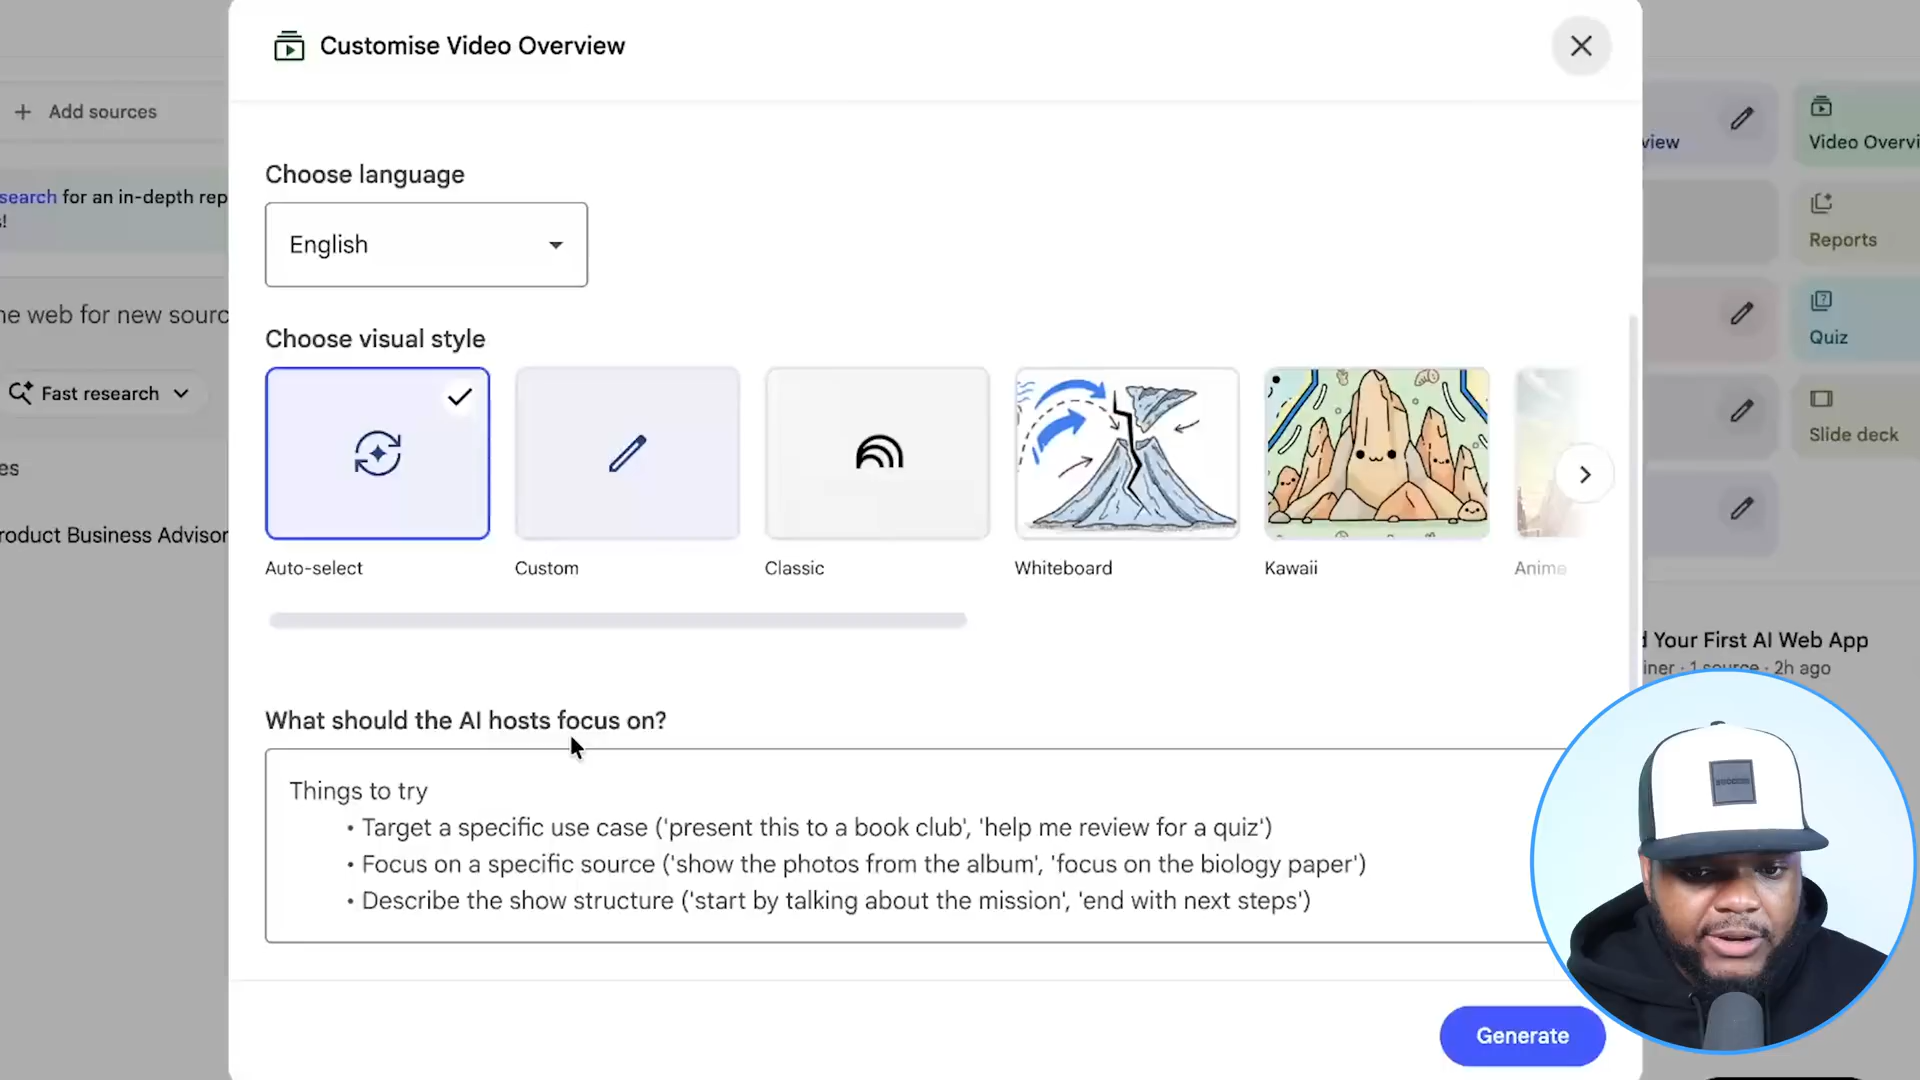 Customise Video Overview
Add sources
search for an in-depth rep
s!
he web for new sourc
Fast research
es
roduct Business Advisor
Choose language
English
Choose visual style
Auto-select
Custom
Classic
Whiteboard
Kawaii
Anime
What should the AI hosts focus on?
Things to try
• Target a specific use case ('present this to a book club', 'help me review for a quiz')
• Focus on a specific source ('show the photos from the album', 'focus on the biology paper')
• Describe the show structure ('start by talking about the mission', 'end with next steps')
Generate
view
Video Overvi
Reports
Quiz
Slide deck
d Your First AI Web App
iner · 1 source · 2h ago